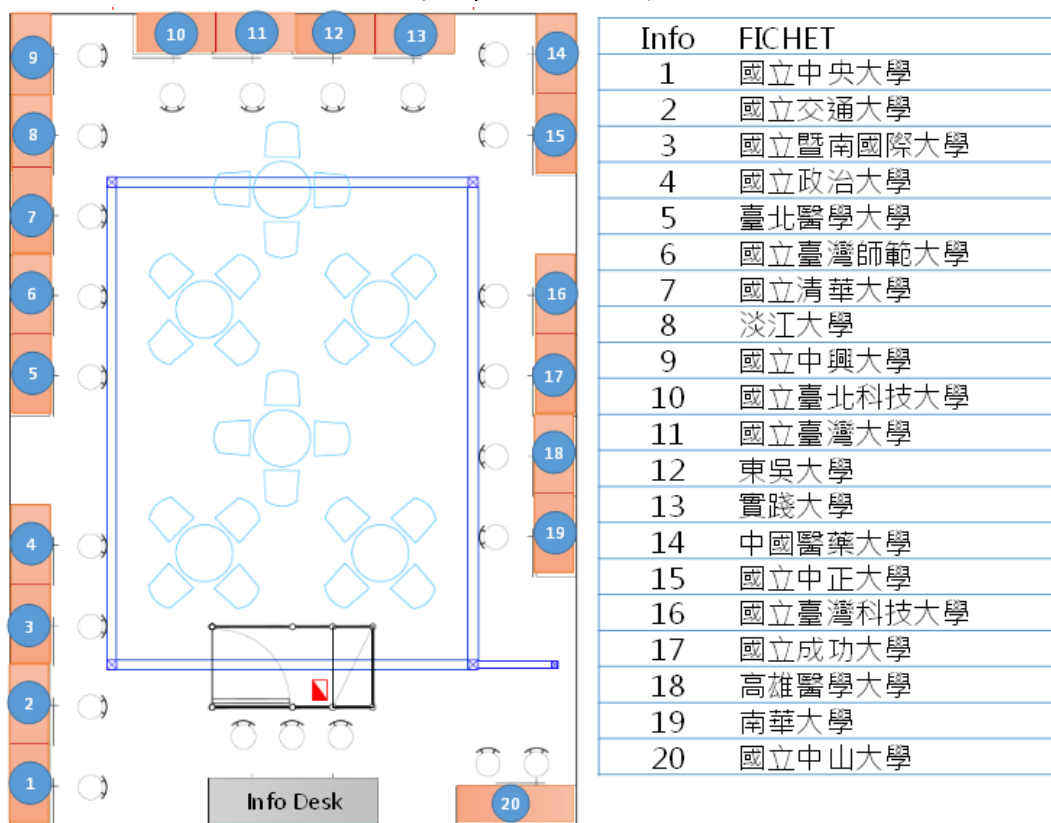 10 11 12 13
9
14
8
15
7
6
16
5
17
18
4
19
3
2
1
Info Desk
20
Info FICHET
1 國立中央大學
2 國立交通大學
3 國立暨南國際大學
4 國立政治大學
5 臺北醫學大學
6 國立臺灣師範大學
7 國立清華大學
8 淡江大學
9 國立中興大學
10 國立臺北科技大學
11 國立臺灣大學
12 東吳大學
13 實踐大學
14 中國醫藥大學
15 國立中正大學
16 國立臺灣科技大學
17 國立成功大學
18 高雄醫學大學
19 南華大學
20 國立中山大學